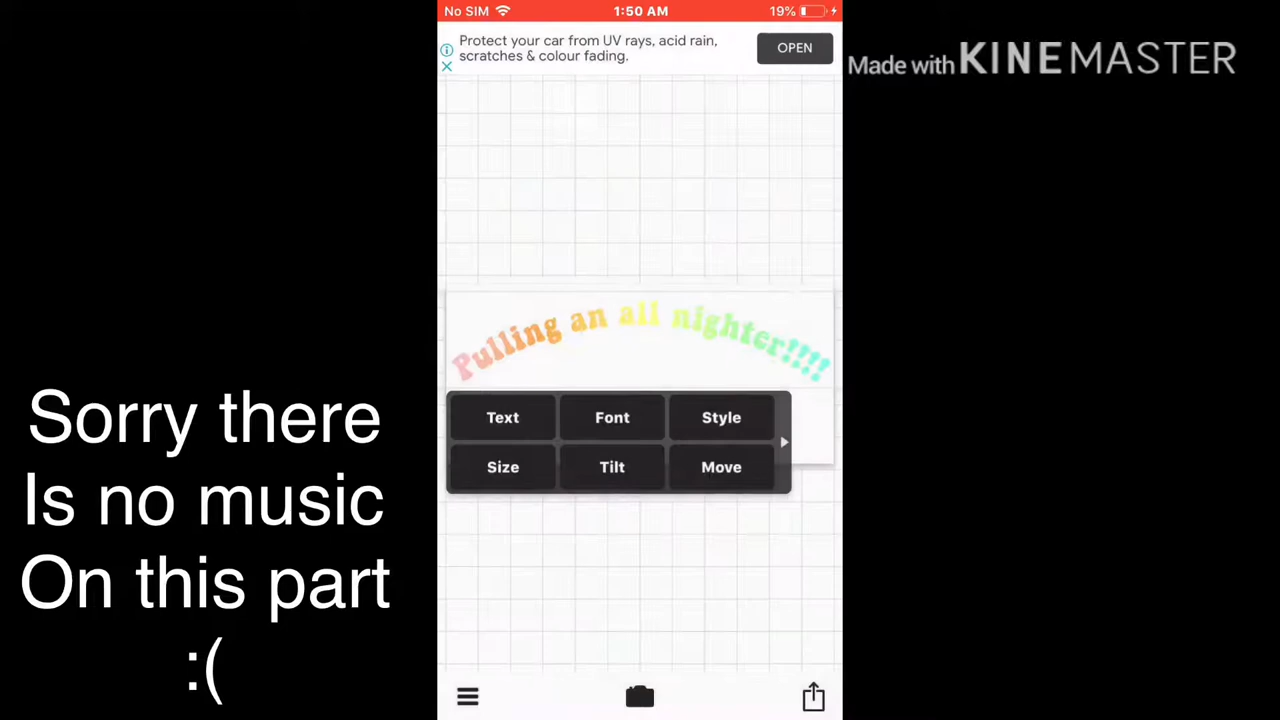 No SIM 1:50 AM 19%
Protect your car from UV rays, acid rain,
scratches & colour fading.
OPEN
Made with KINEMASTER
Pulling an all nighter!!!!
Text Font Style
Size Tilt Move
Sorry there
Is no music
On this part
:(